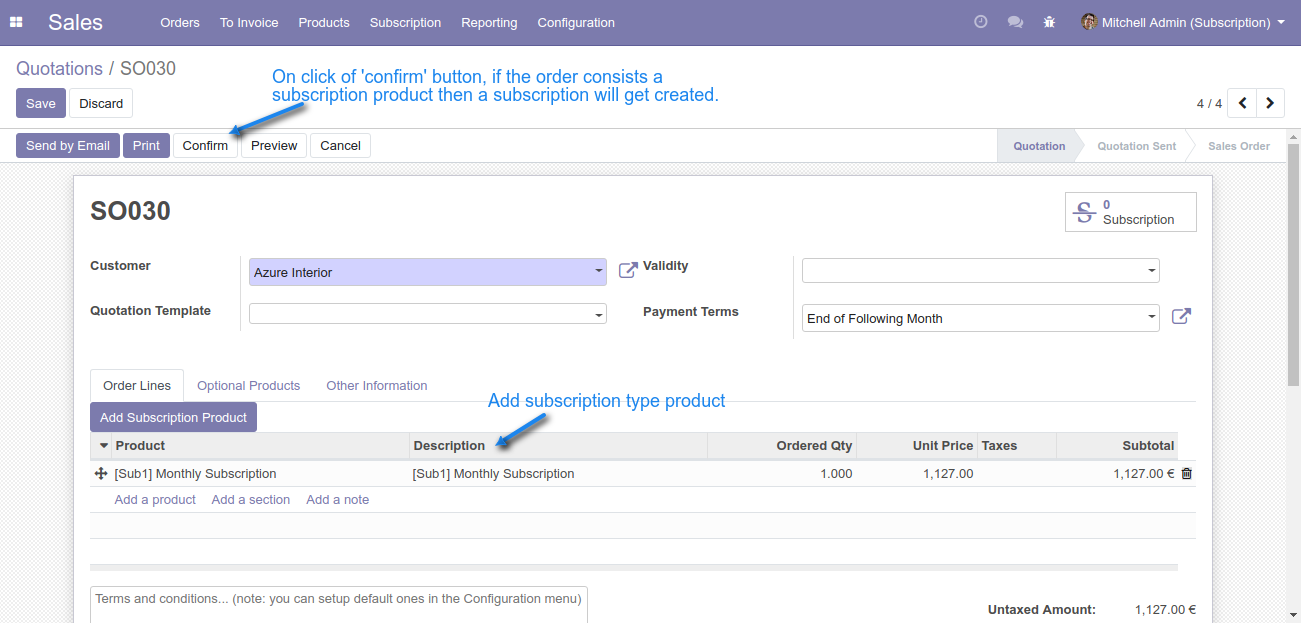 Sales Orders To Invoice Products Subscription Reporting Configuration Mitchell Admin (Subscription)
Quotations / SO030
On click of 'confirm' button, if the order consists a
subscription product then a subscription will get created.
Save Discard
4 / 4
Send by Email Print Confirm Preview Cancel Quotation Quotation Sent Sales Order
SO030
0
Subscription
Customer Azure Interior Validity
Quotation Template Payment Terms End of Following Month
Order Lines Optional Products Other Information
Add subscription type product
Add Subscription Product
Product Description Ordered Qty Unit Price Taxes Subtotal
[Sub1] Monthly Subscription [Sub1] Monthly Subscription 1.000 1,127.00 1,127.00 €
Add a product Add a section Add a note
Terms and conditions... (note: you can setup default ones in the Configuration menu)
Untaxed Amount: 1,127.00 €